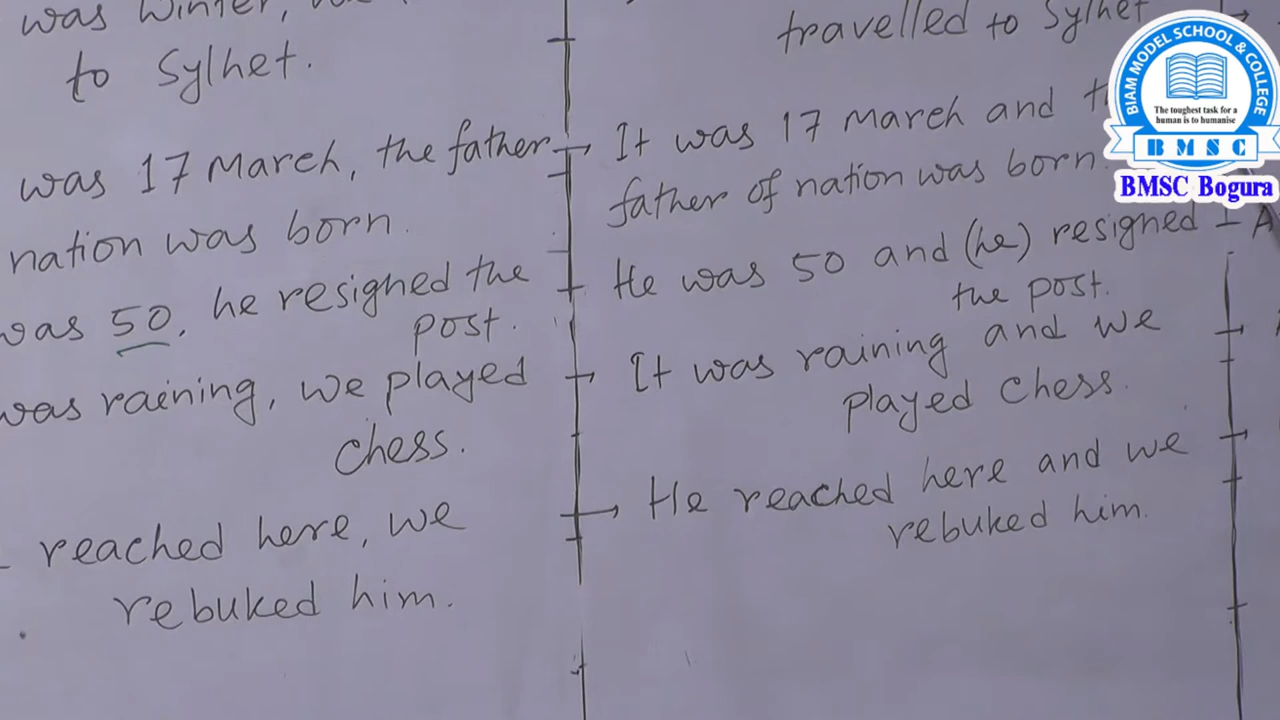 was Winter,
to Sylhet.
was 17 March, the father
nation was born.
was 50, he resigned the
post.
was raining, we played
chess.
reached here, we
rebuked him.
travelled to Sylhet
It was 17 March and
father of nation was born.
He was 50 and (he) resigned
the post.
It was raining and we
played chess.
He reached here and we
rebuked him.
A
BIAM MODEL SCHOOL & COLLEGE
The toughest task for a
human is to humanise
B M S C
BMSC Bogura